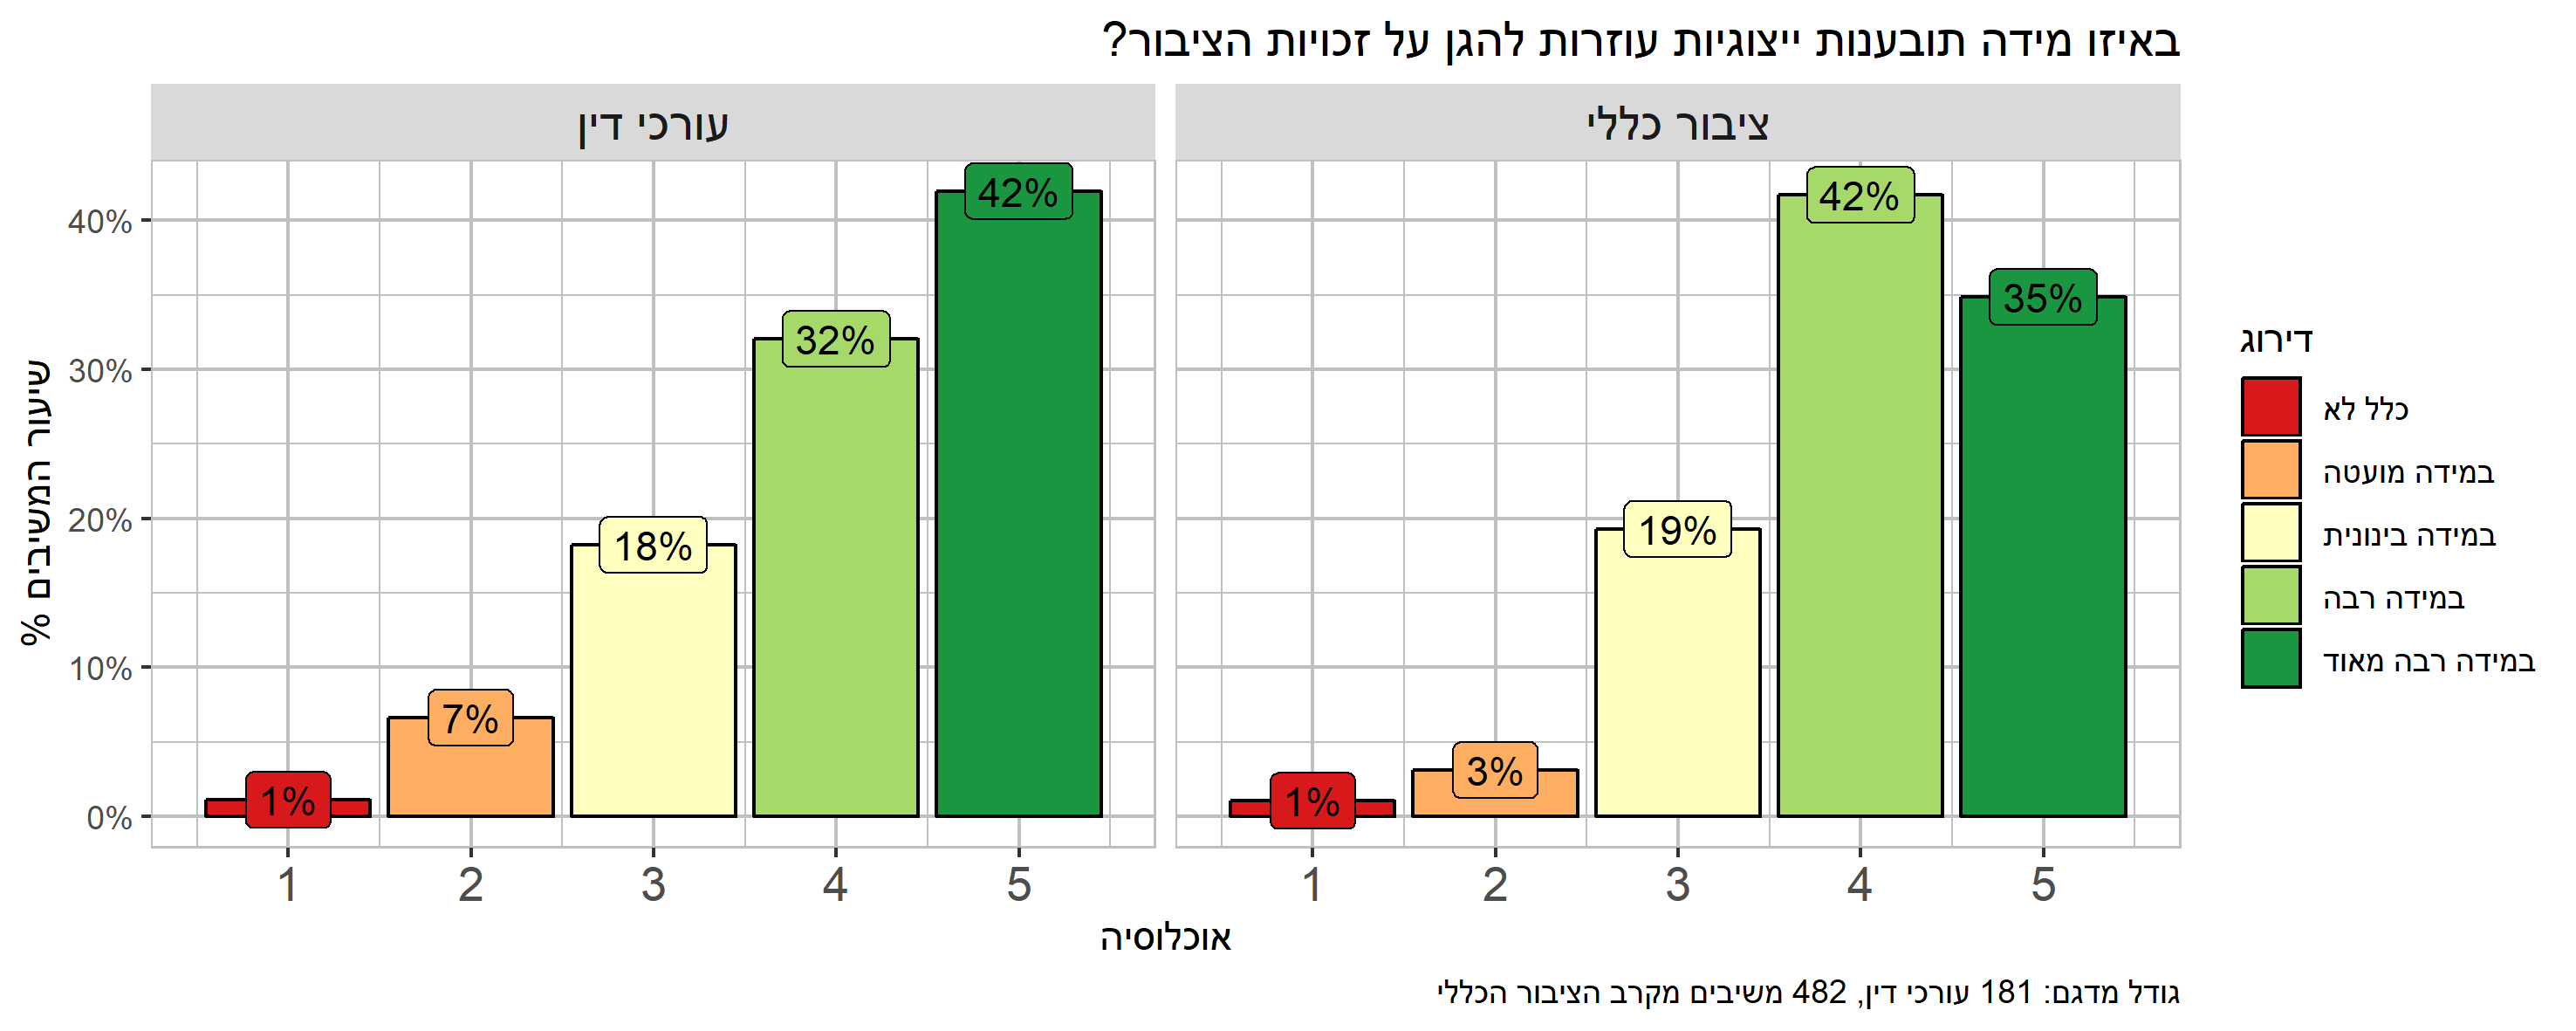 באיזו מידה תובענות ייצוגיות עוזרות להגן על זכויות הציבור?
עורכי דין
ציבור כללי
שיעור המשיבים %
40%
30%
20%
10%
0%
1%
7%
18%
32%
42%
1%
3%
19%
42%
35%
1 2 3 4 5
1 2 3 4 5
אוכלוסיה
דירוג
כלל לא
במידה מועטה
במידה בינונית
במידה רבה
במידה רבה מאוד
גודל מדגם: 181 עורכי דין, 482 משיבים מקרב הציבור הכללי